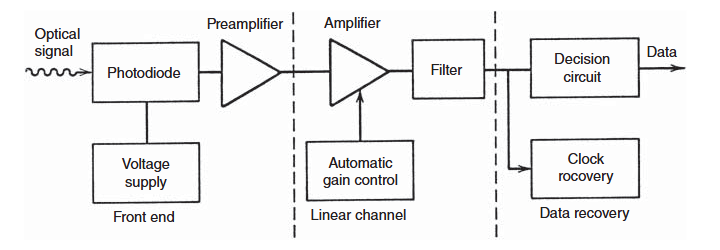 Optical
signal
Photodiode
Preamplifier
Amplifier
Filter
Decision
circuit
Data
Voltage
supply
Automatic
gain control
Clock
rocovery
Front end
Linear channel
Data recovery